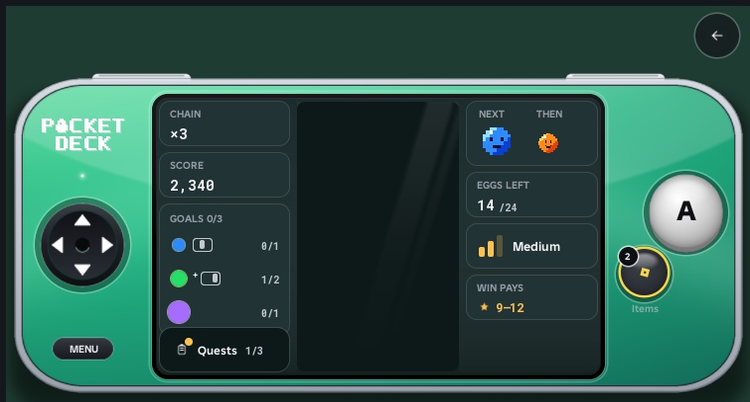 POCKET
DECK
MENU
CHAIN
×3
SCORE
2,340
GOALS 0/3
0/1
+
1/2
0/1
Quests 1/3
NEXT THEN
EGGS LEFT
14 /24
Medium
WIN PAYS
9–12
A
2
Items